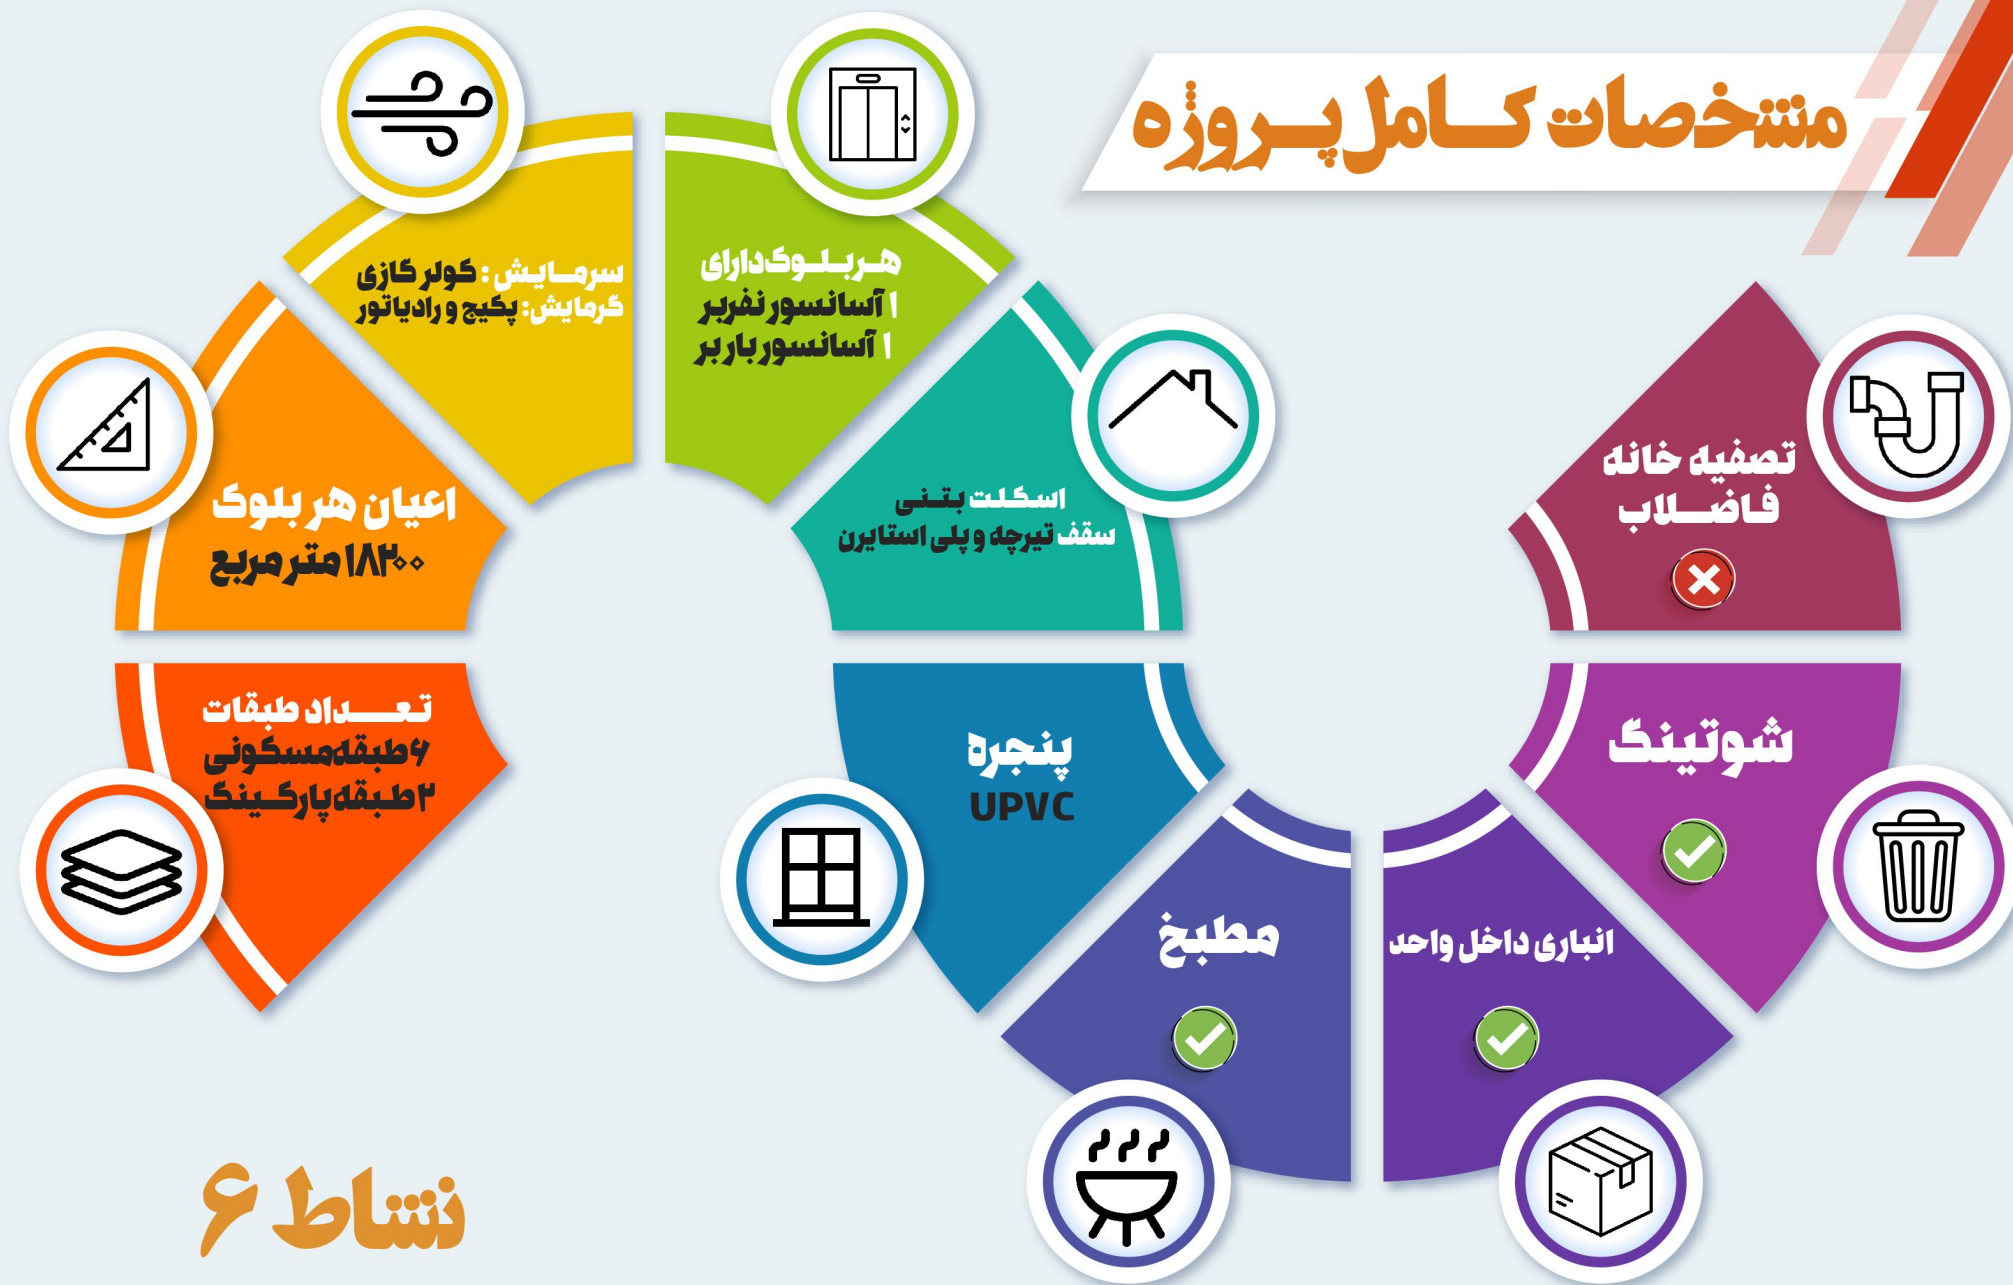 مشخصات کامل پروژه
هر بلوک دارای
۱ آسانسور نفربر
۱ آسانسور باربر
سرمایش : کولر گازی
گرمایش: پکیج و رادیاتور
اسکلت بتنی
سقف تیرچه و پلی استایرن
اعیان هر بلوک
۱۸۲۰۰ متر مربع
تعداد طبقات
۶ طبقه مسکونی
۲ طبقه پارکینگ
تصفیه خانه
فاضلاب
شوتینگ
پنجره
UPVC
مطبخ
انباری داخل واحد
نشاط ۶